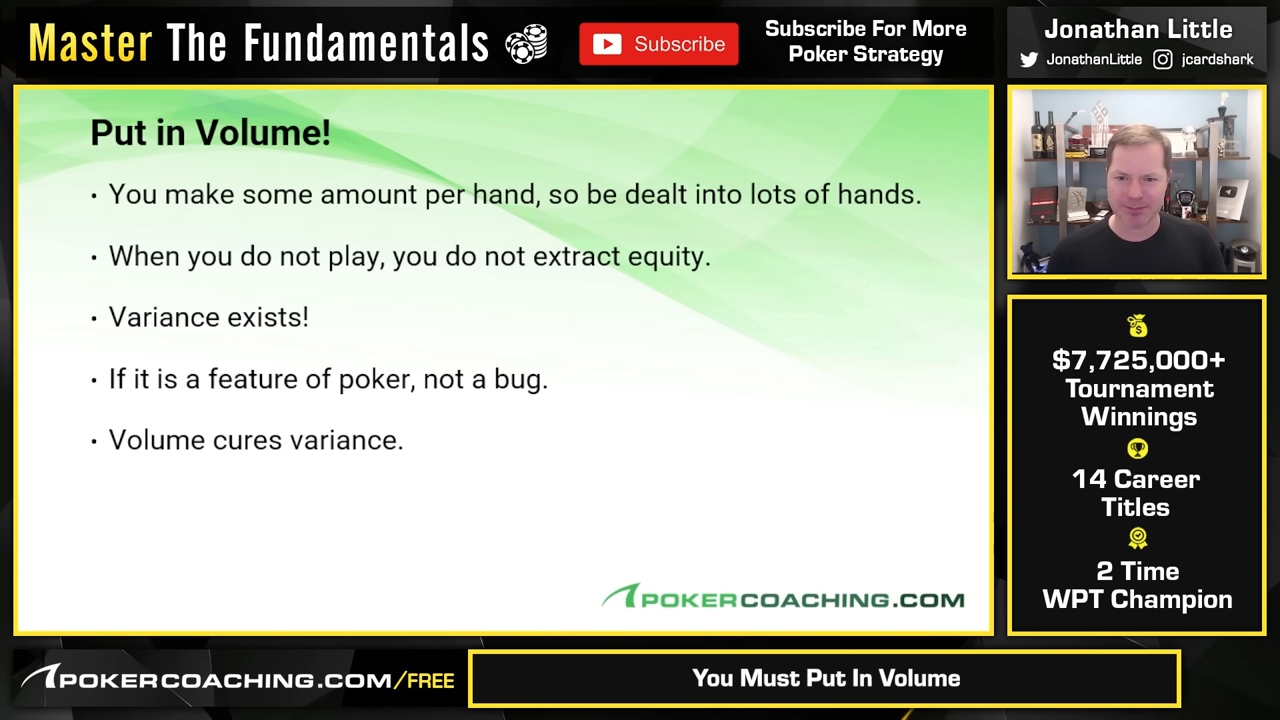 Master The Fundamentals
Subscribe
Subscribe For More
Poker Strategy
Jonathan Little
JonathanLittle jcardshark
Put in Volume!
• You make some amount per hand, so be dealt into lots of hands.
• When you do not play, you do not extract equity.
• Variance exists!
• If it is a feature of poker, not a bug.
• Volume cures variance.
POKERCOACHING.COM
$7,725,000+
Tournament
Winnings
14 Career
Titles
2 Time
WPT Champion
POKERCOACHING.COM/FREE
You Must Put In Volume